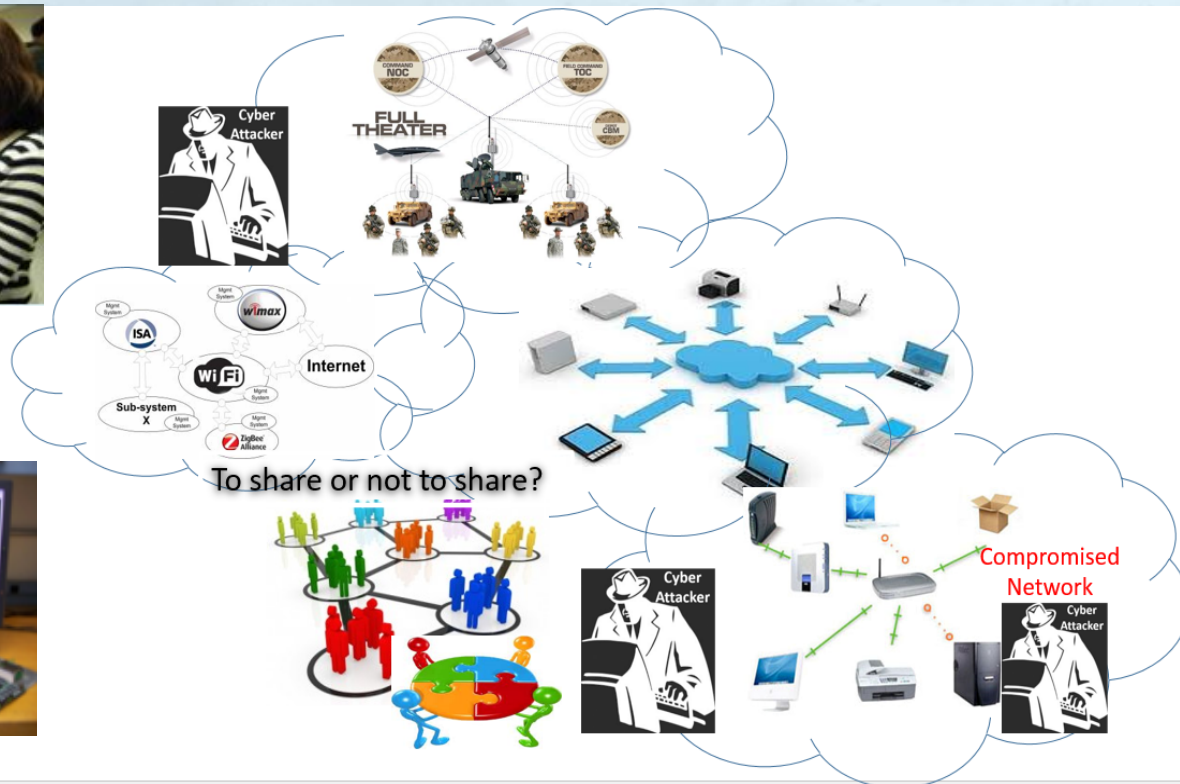 COMMAND
NOC
FIELD COMMAND
TOC
Cyber
Attacker
FULL
THEATER
CBM
Mgmt
System
wimax
Mgmt
System
ISA
WiFi
Internet
Mgmt
System
Sub-system
X
Mgmt
System
Mgmt
System
ZigBee
Alliance
To share or not to share?
Compromised
Network
Cyber
Attacker
Cyber
Attacker